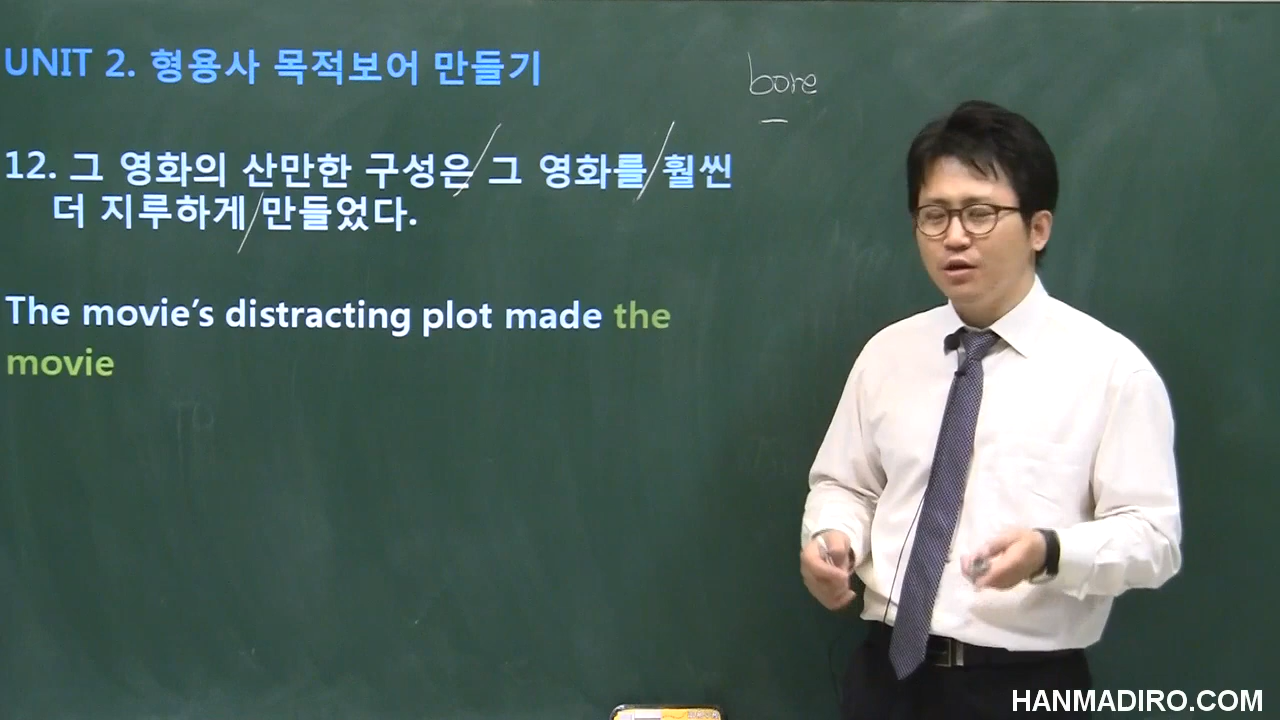 UNIT 2. 형용사 목적보어 만들기
bore
12. 그 영화의 산만한 구성은 그 영화를 훨씬
더 지루하게 만들었다.
The movie's distracting plot made the
movie
HANMADIRO.COM